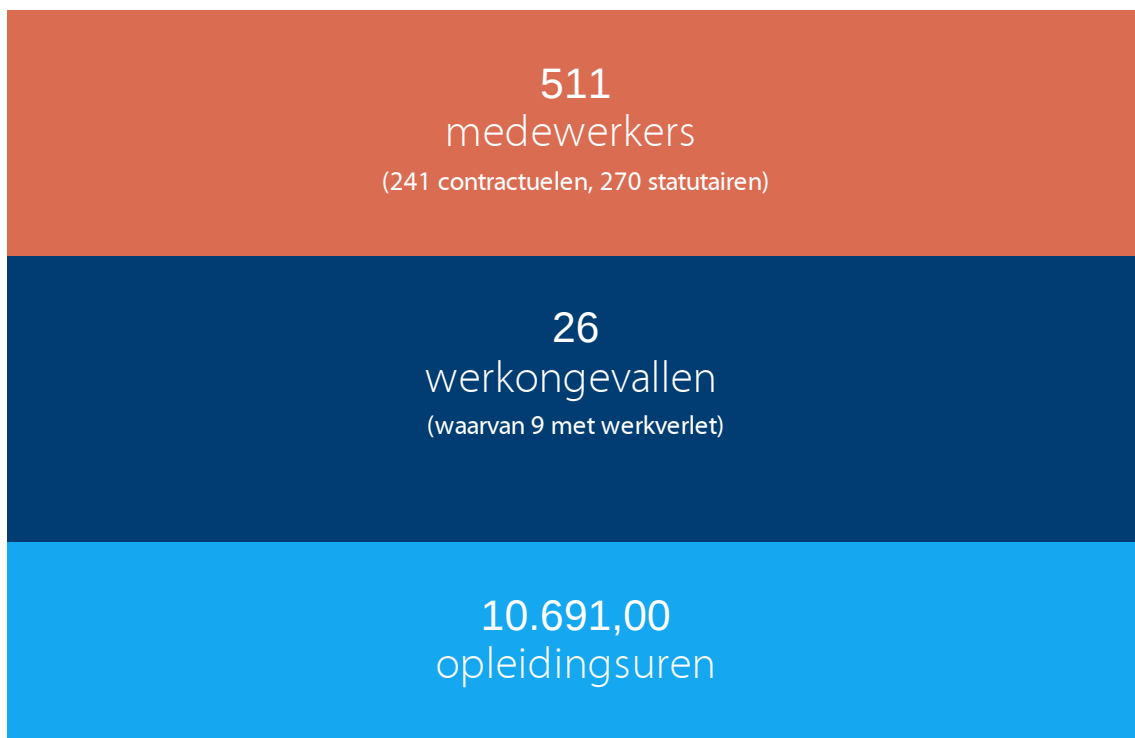 511
medewerkers
(241 contractuelen, 270 statutairen)
26
werkongevallen
(waarvan 9 met werkverlet)
10.691,00
opleidingsuren